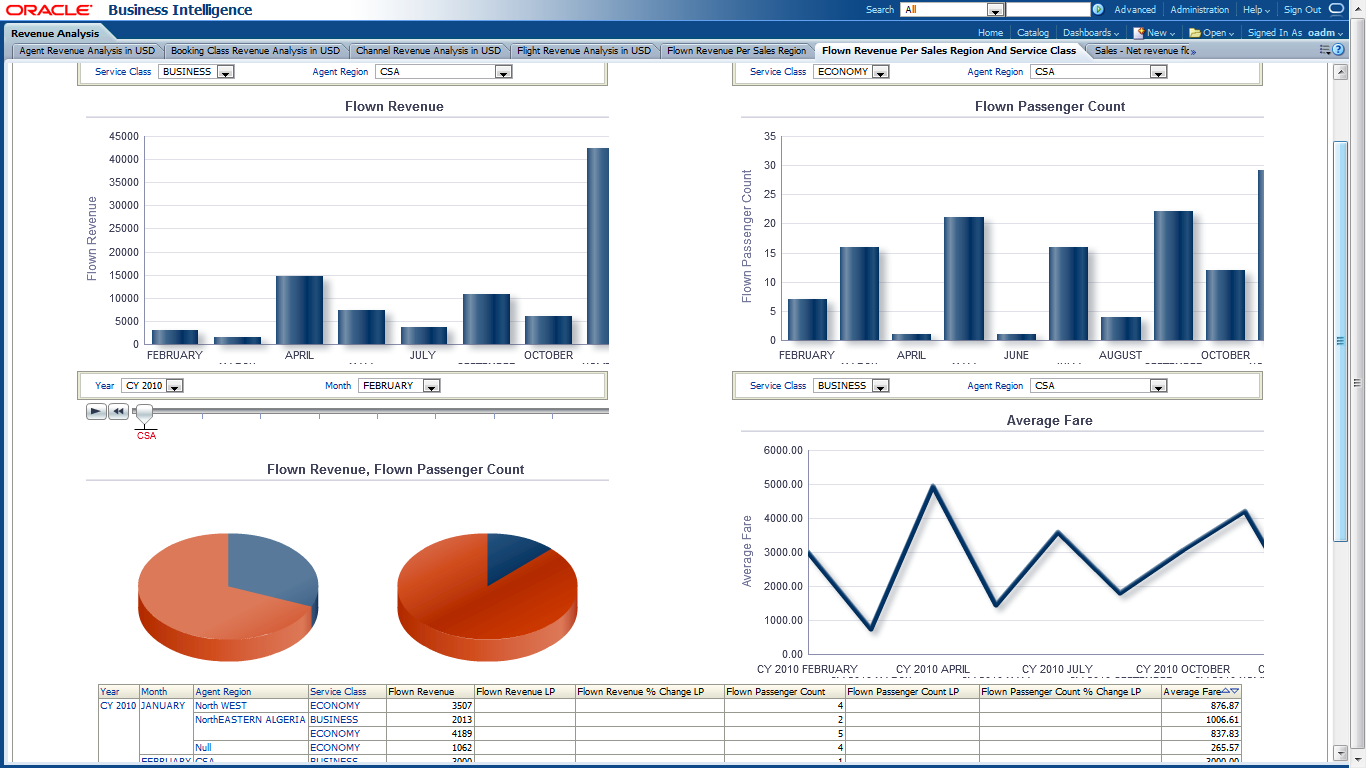 ORACLE Business Intelligence
Search All Advanced Administration Help Sign Out
Revenue Analysis
Home Catalog Dashboards New Open Signed In As oadm
Agent Revenue Analysis in USD Booking Class Revenue Analysis in USD Channel Revenue Analysis in USD Flight Revenue Analysis in USD Flown Revenue Per Sales Region Flown Revenue Per Sales Region And Service Class Sales - Net revenue flc»
Service Class BUSINESS Agent Region CSA
Flown Revenue
45000
40000
35000
30000
25000
20000
15000
10000
5000
0
Flown Revenue
FEBRUARY APRIL JULY OCTOBER
Service Class ECONOMY Agent Region CSA
Flown Passenger Count
35
30
25
20
15
10
5
0
Flown Passenger Count
FEBRUARY APRIL JUNE AUGUST OCTOBER
Year CY 2010 Month FEBRUARY
CSA
Flown Revenue, Flown Passenger Count
Service Class BUSINESS Agent Region CSA
Average Fare
6000.00
5000.00
4000.00
3000.00
2000.00
1000.00
0.00
Average Fare
CY 2010 FEBRUARY CY 2010 APRIL CY 2010 JULY CY 2010 OCTOBER
Year Month Agent Region Service Class Flown Revenue Flown Revenue LP Flown Revenue % Change LP Flown Passenger Count Flown Passenger Count LP Flown Passenger Count % Change LP Average Fare
CY 2010 JANUARY North WEST ECONOMY 3507 4 876.87
NorthEASTERN ALGERIA BUSINESS 2013 2 1006.61
ECONOMY 4189 5 837.83
Null ECONOMY 1062 4 265.57
FEBRUARY CSA BUSINESS 3000 1 3000.00